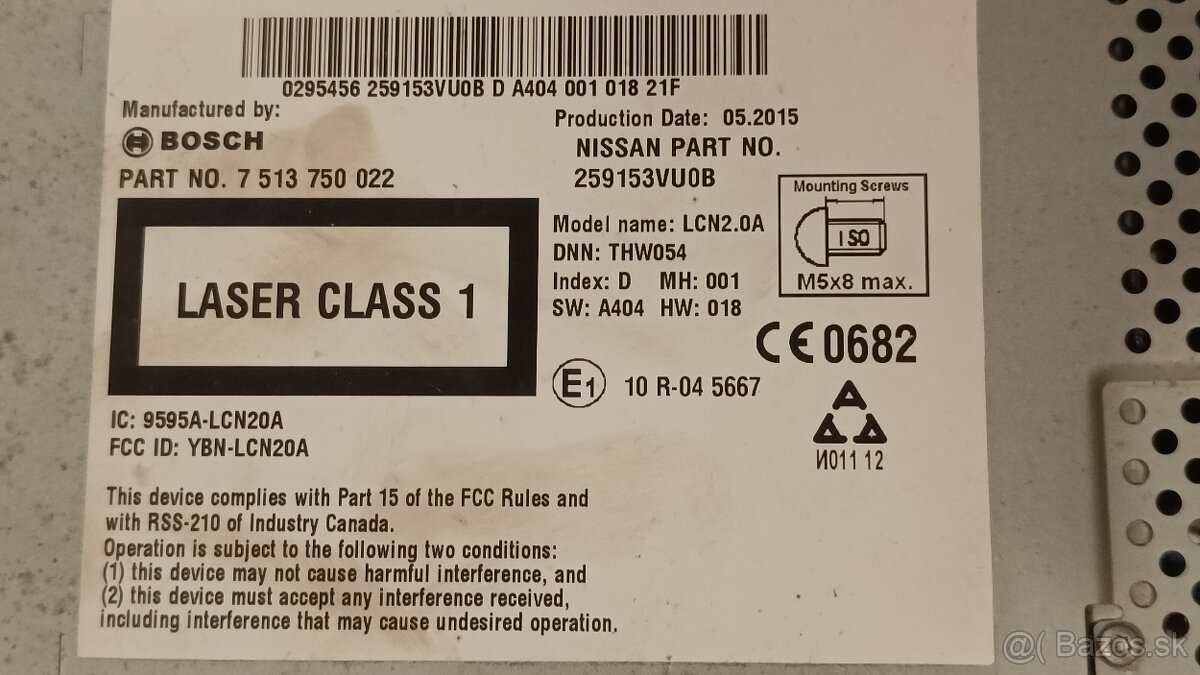 0295456 259153VU0B D A404 001 018 21F
Manufactured by:
BOSCH
PART NO. 7 513 750 022
Production Date: 05.2015
NISSAN PART NO.
259153VU0B
Mounting Screws
ISO
M5x8 max.
LASER CLASS 1
Model name: LCN2.0A
DNN: THW054
Index: D MH: 001
SW: A404 HW: 018
CE0682
E1 10 R-04 5667
И011 12
IC: 9595A-LCN20A
FCC ID: YBN-LCN20A
This device complies with Part 15 of the FCC Rules and
with RSS-210 of Industry Canada.
Operation is subject to the following two conditions:
(1) this device may not cause harmful interference, and
(2) this device must accept any interference received,
including interference that may cause undesired operation.
@( Bazos.sk